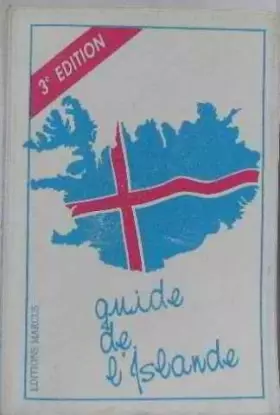 3e EDITION
guide
de
l'Islande
EDITIONS MARCUS